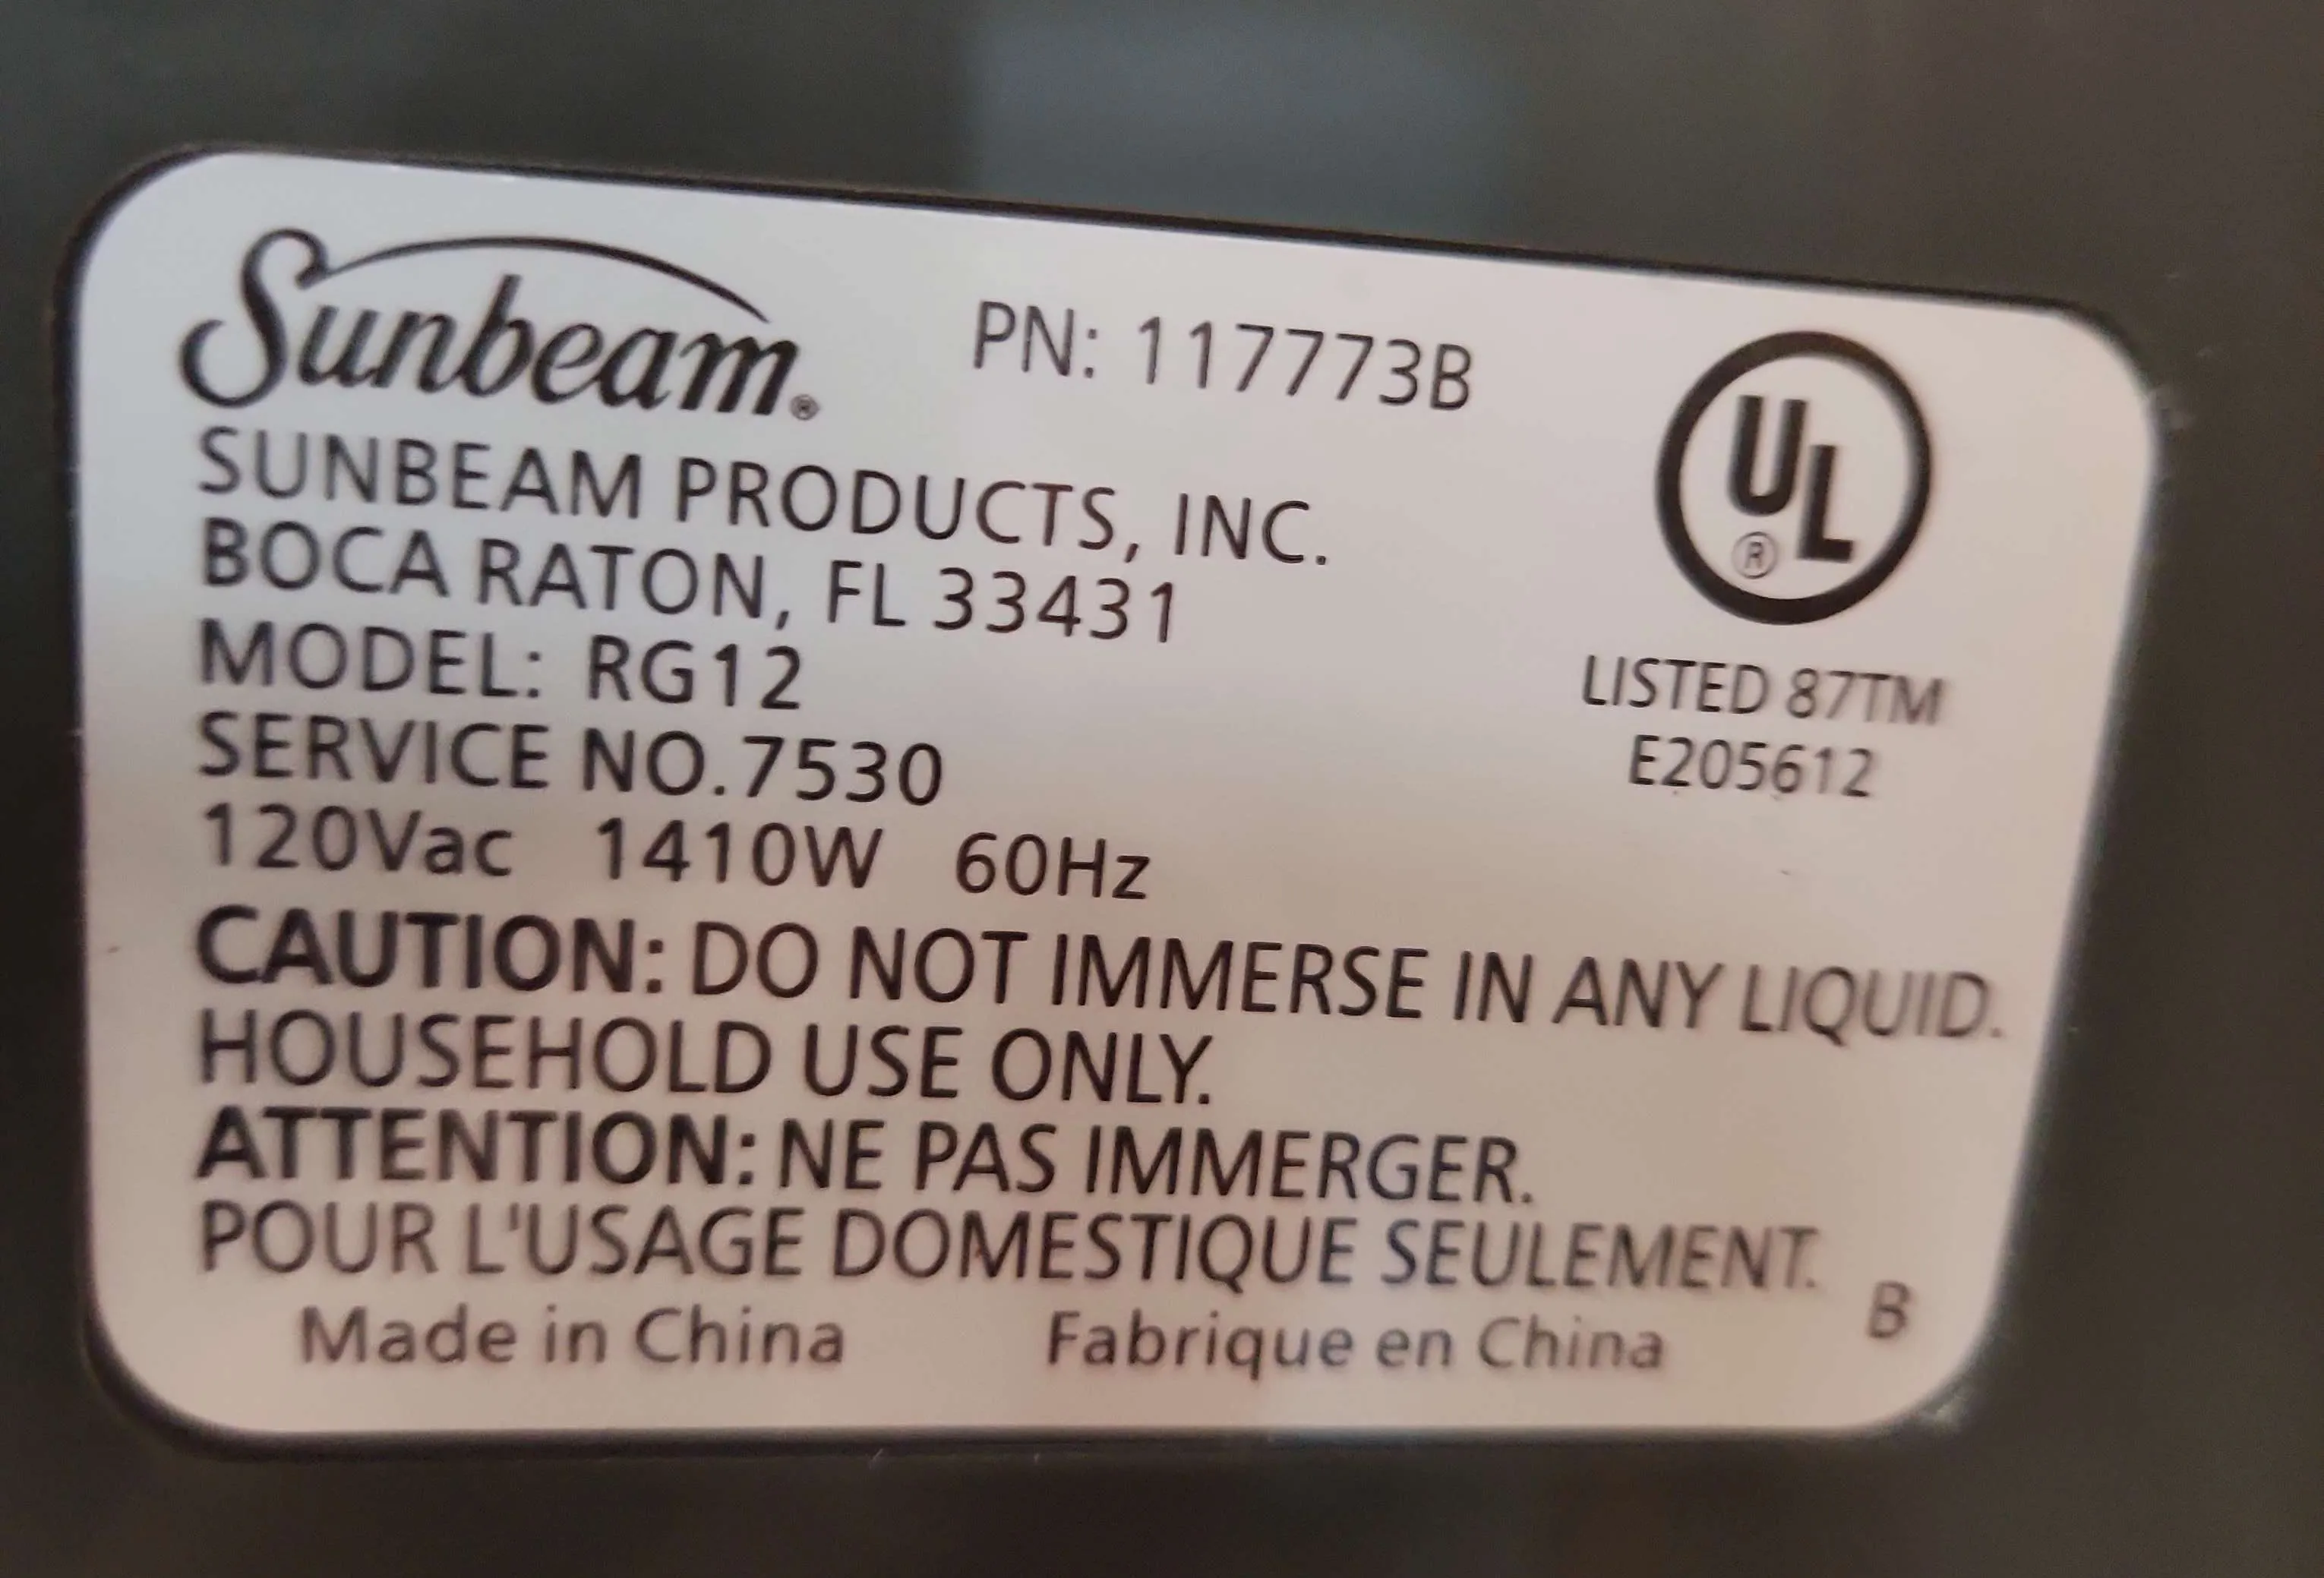 Sunbeam® PN: 117773B
UL®
SUNBEAM PRODUCTS, INC.
BOCA RATON, FL 33431
MODEL: RG12
LISTED 87TM
SERVICE NO.7530
E205612
120Vac 1410W 60Hz
CAUTION: DO NOT IMMERSE IN ANY LIQUID.
HOUSEHOLD USE ONLY.
ATTENTION: NE PAS IMMERGER.
POUR L'USAGE DOMESTIQUE SEULEMENT.
Made in China Fabrique en China B